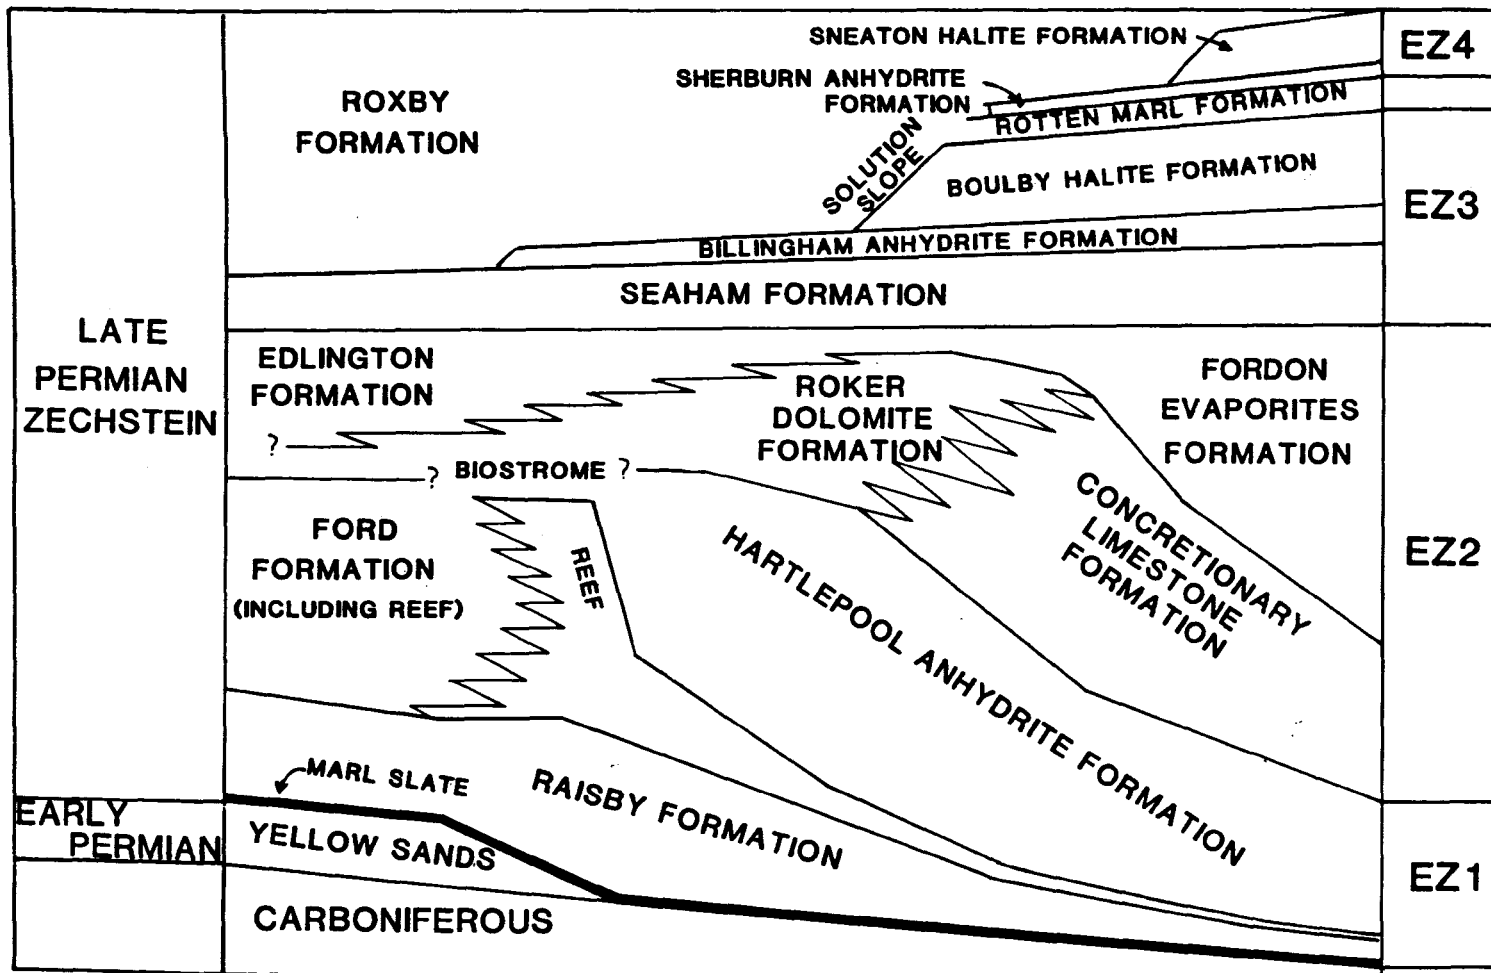 SNEATON HALITE FORMATION
EZ4
SHERBURN ANHYDRITE
FORMATION
ROXBY
FORMATION
ROTTEN MARL FORMATION
SOLUTION
SLOPE
BOULBY HALITE FORMATION
EZ3
BILLINGHAM ANHYDRITE FORMATION
SEAHAM FORMATION
LATE
PERMIAN
ZECHSTEIN
EDLINGTON
FORMATION
ROKER
DOLOMITE
FORMATION
FORDON
EVAPORITES
FORMATION
?
? BIOSTROME ?
CONCRETIONARY
LIMESTONE
FORMATION
EZ2
FORD
FORMATION
(INCLUDING REEF)
REEF
HARTLEPOOL ANHYDRITE FORMATION
MARL SLATE
RAISBY FORMATION
EARLY
PERMIAN
YELLOW SANDS
EZ1
CARBONIFEROUS